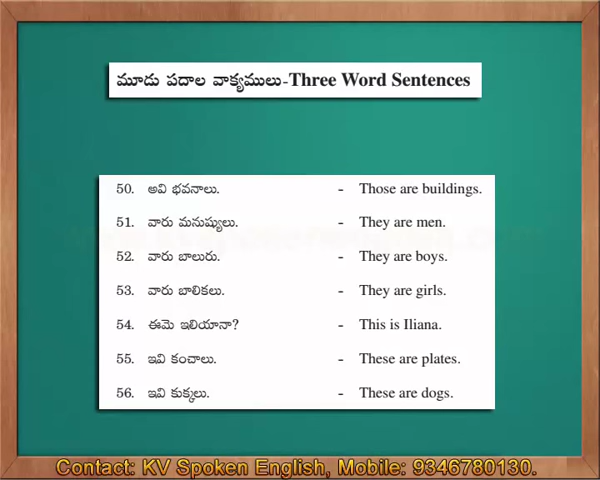 మూడు పదాల వాక్యములు-Three Word Sentences
50. అవి భవనాలు. - Those are buildings.
51. వారు మనుష్యులు. - They are men.
52. వారు బాలురు. - They are boys.
53. వారు బాలికలు. - They are girls.
54. ఈమె ఇలియానా? - This is Iliana.
55. ఇవి కంచాలు. - These are plates.
56. ఇవి కుక్కలు. - These are dogs.
Contact: KV Spoken English, Mobile: 9346780130.